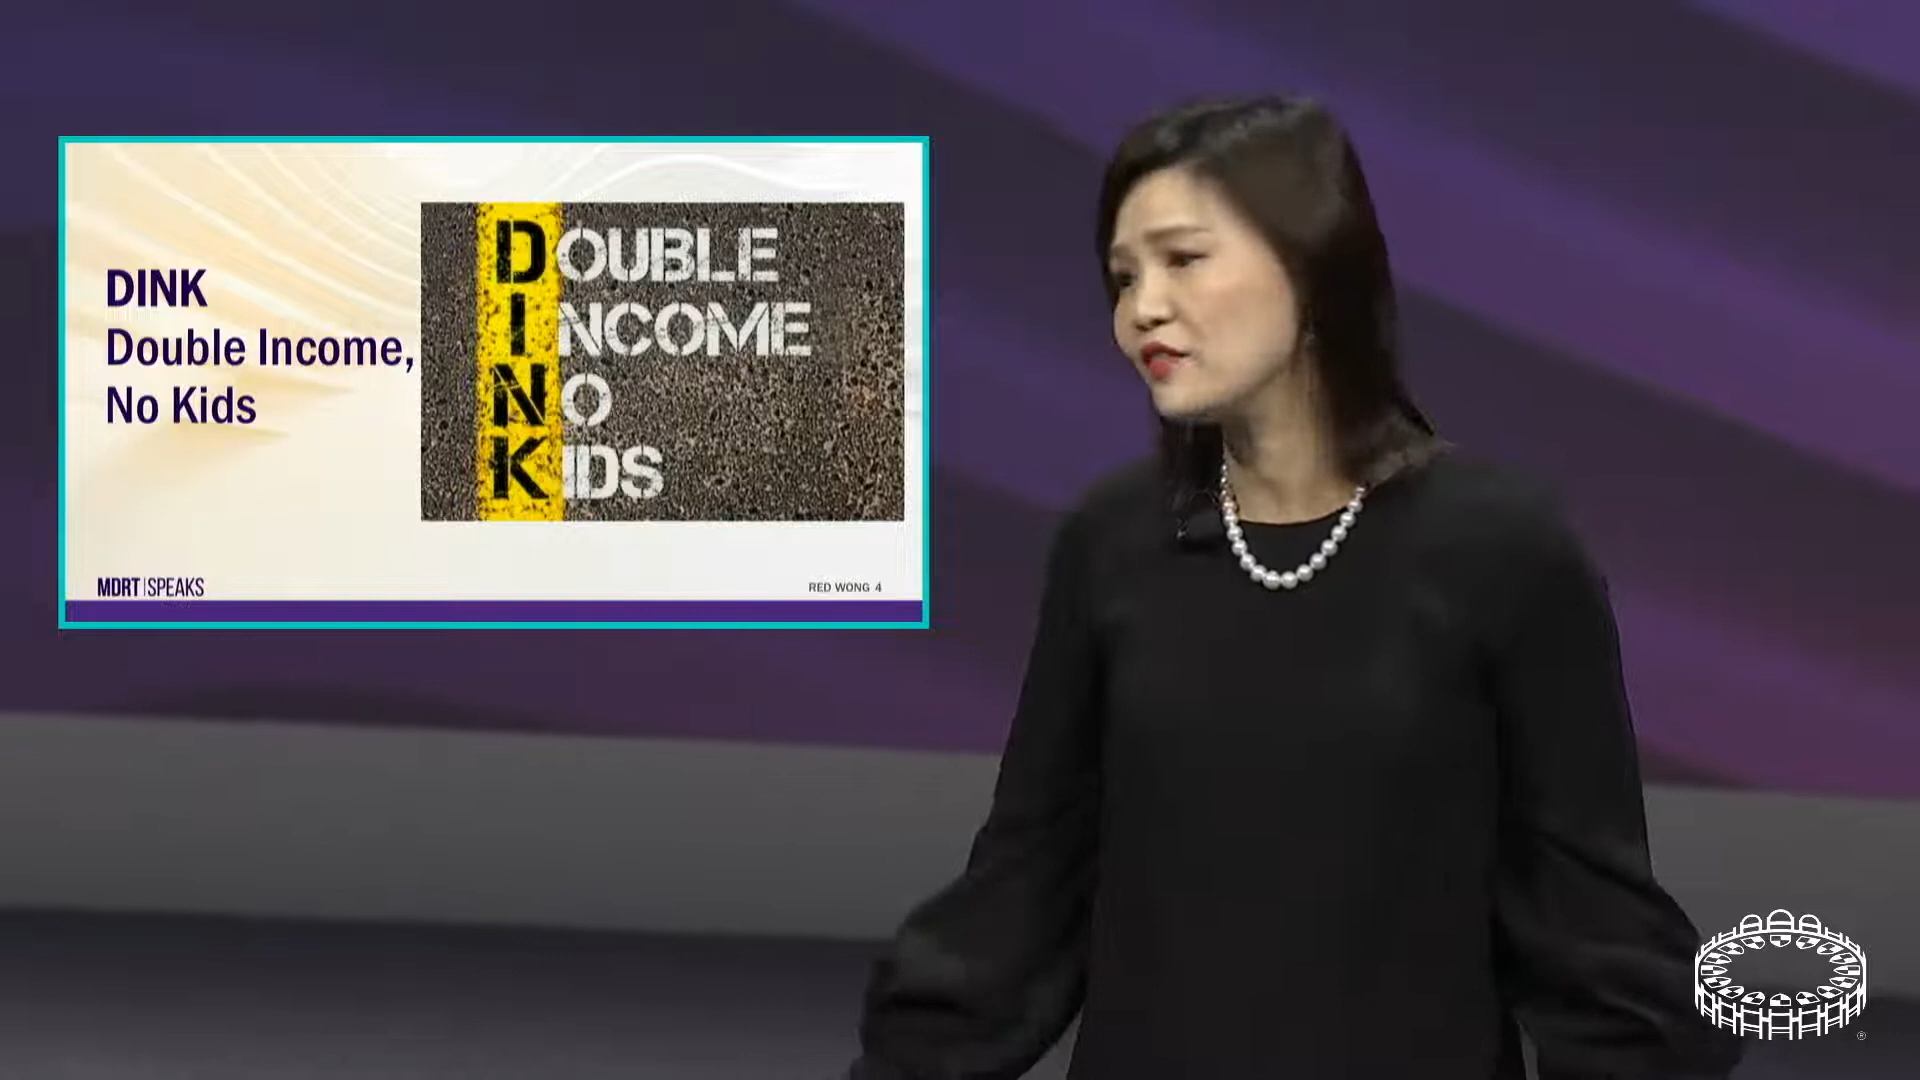 DINK
Double Income,
No Kids
DOUBLE
INCOME
NO
KIDS
MDRT | SPEAKS
RED WONG 4
®